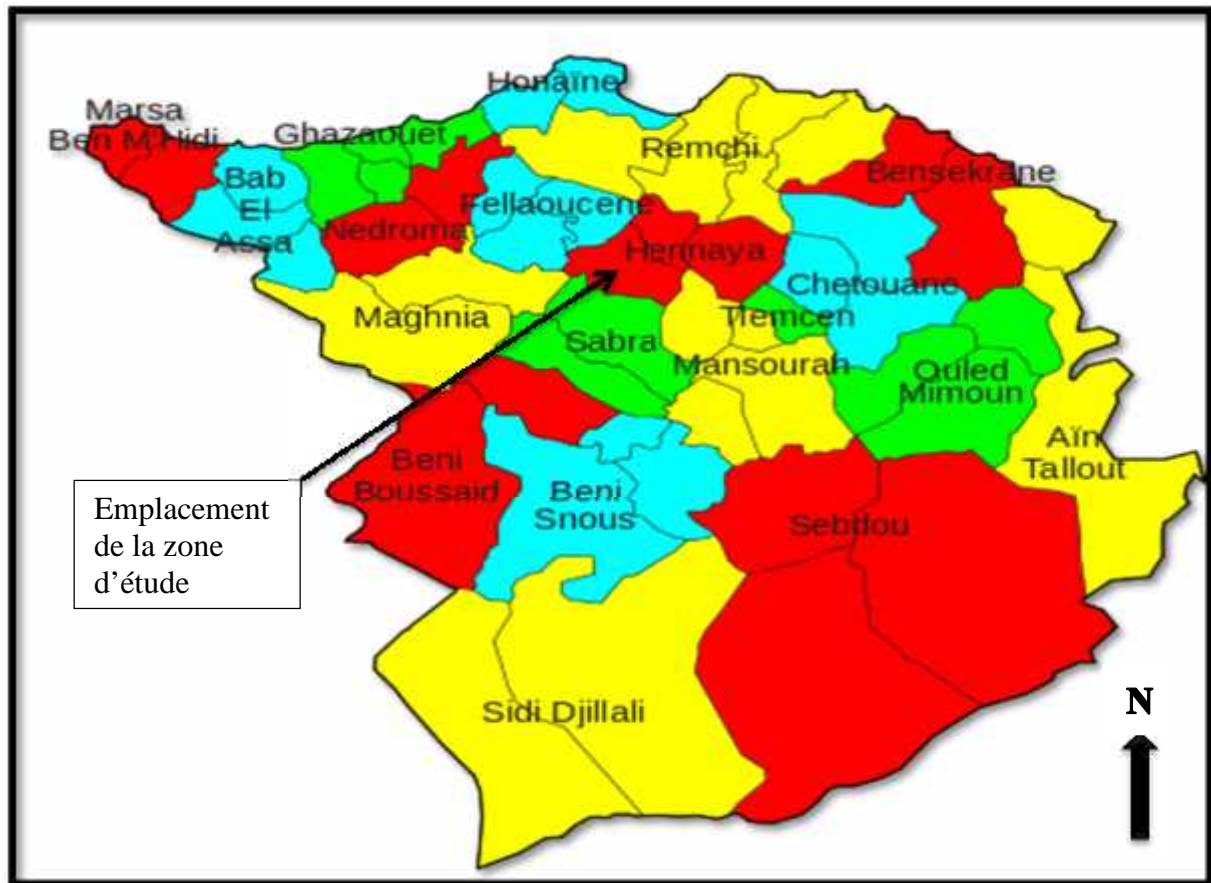 Honaïne
Marsa
Ben M'Hidi
Ghazaouet
Remchi
Bab
El
Assa
Bensekrane
Fellaoucene
Nedroma
Hennaya
Chetouane
Maghnia
Tlemcen
Sabra
Mansourah
Ouled
Mimoun
Aïn
Tallout
Beni
Boussaid
Beni
Snous
Sebdou
Emplacement
de la zone
d'étude
Sidi Djillali
N